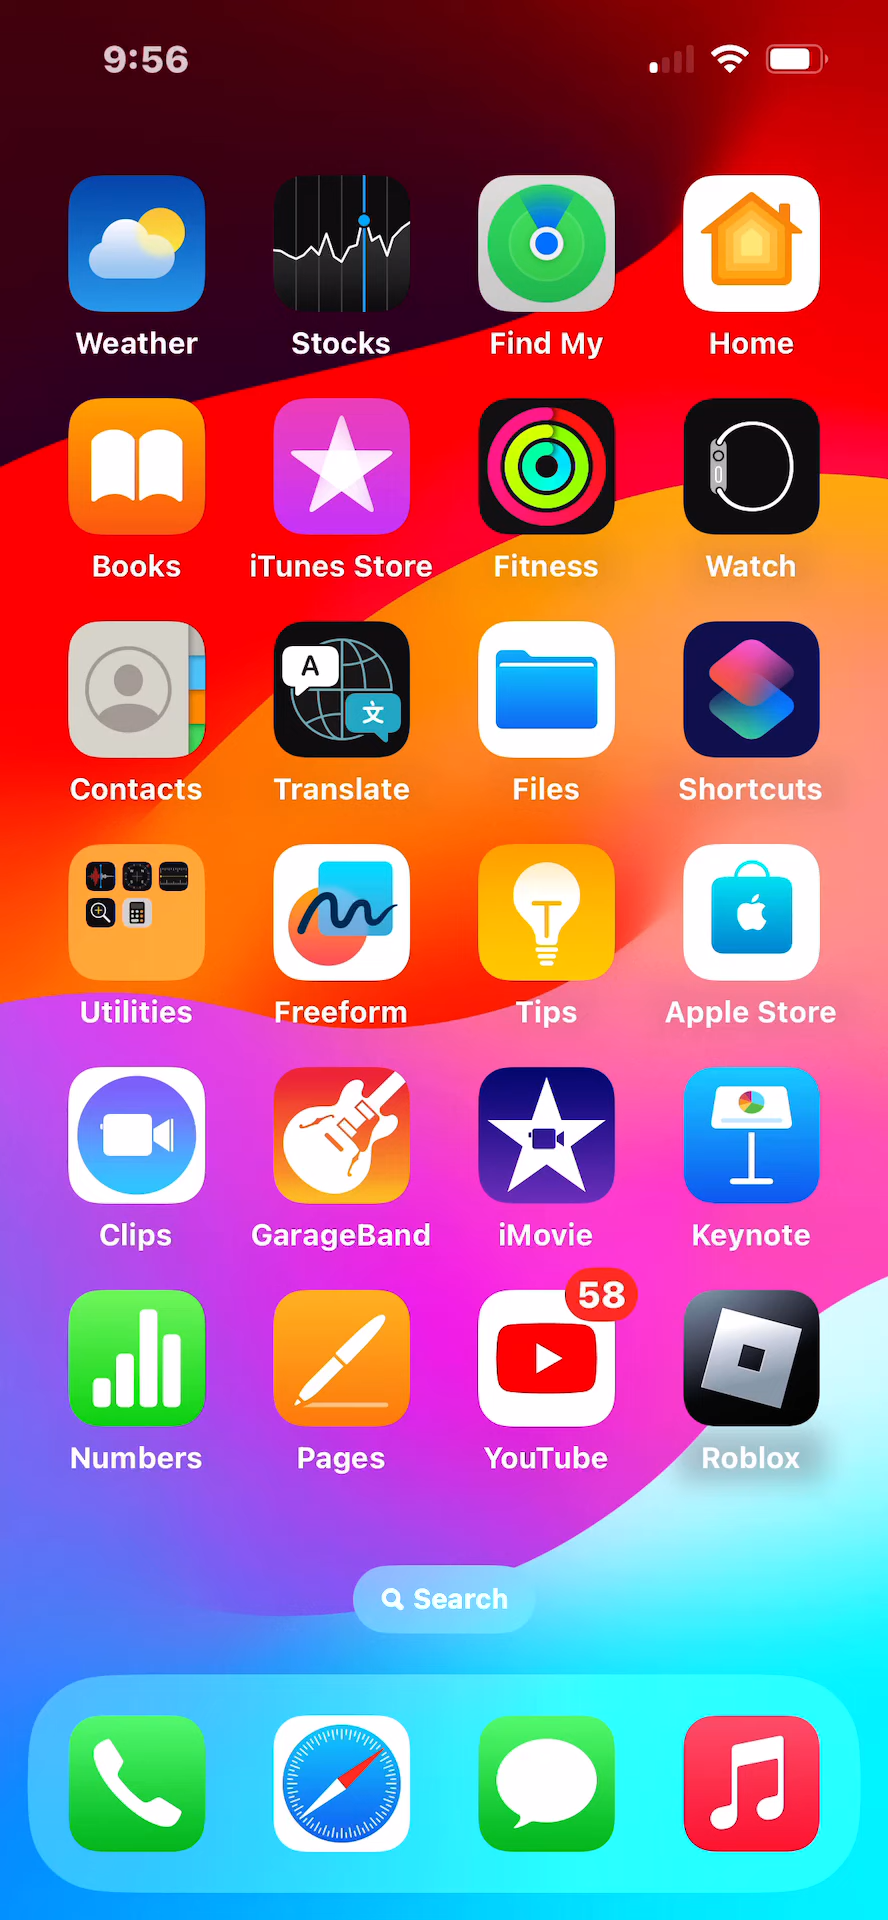 9:56
Weather Stocks Find My Home
Books iTunes Store Fitness Watch
A 文
Contacts Translate Files Shortcuts
Utilities Freeform Tips Apple Store
Clips GarageBand iMovie Keynote
58
Numbers Pages YouTube Roblox
Search